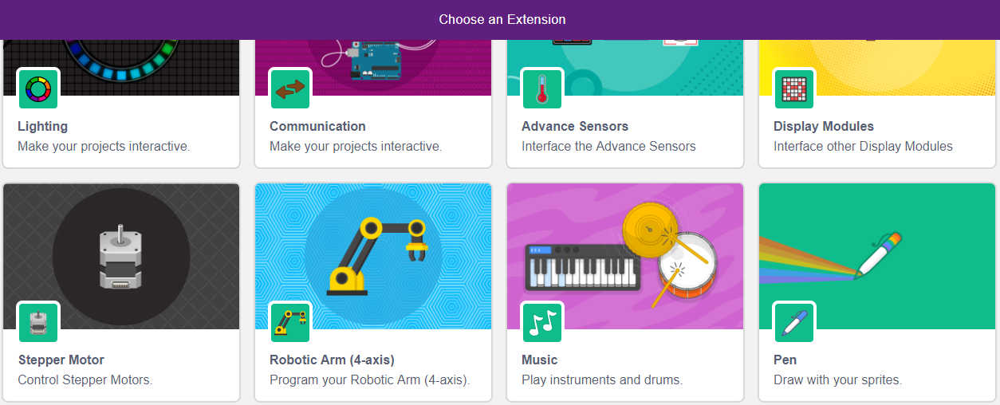 Choose an Extension
Lighting
Make your projects interactive.
Communication
Make your projects interactive.
Advance Sensors
Interface the Advance Sensors
Display Modules
Interface other Display Modules
Stepper Motor
Control Stepper Motors.
Robotic Arm (4-axis)
Program your Robotic Arm (4-axis).
Music
Play instruments and drums.
Pen
Draw with your sprites.